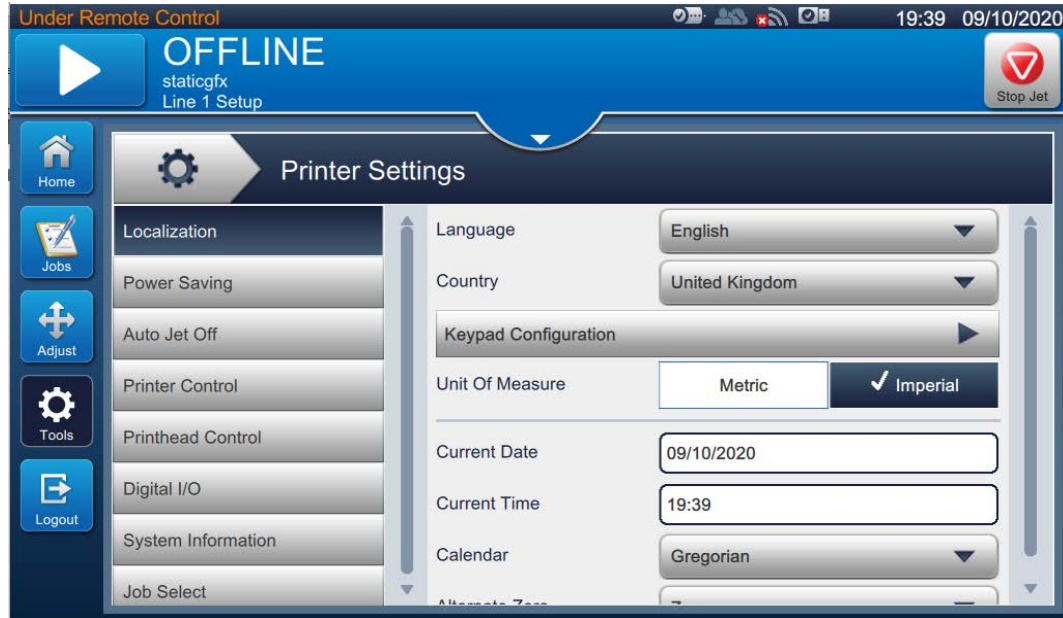 Under Remote Control
19:39 09/10/2020
OFFLINE
staticgfx
Line 1 Setup
Stop Jet
Home
Jobs
Adjust
Tools
Logout
Printer Settings
Localization
Power Saving
Auto Jet Off
Printer Control
Printhead Control
Digital I/O
System Information
Job Select
Language English
Country United Kingdom
Keypad Configuration
Unit Of Measure Metric Imperial
Current Date 09/10/2020
Current Time 19:39
Calendar Gregorian
Alternate Zero